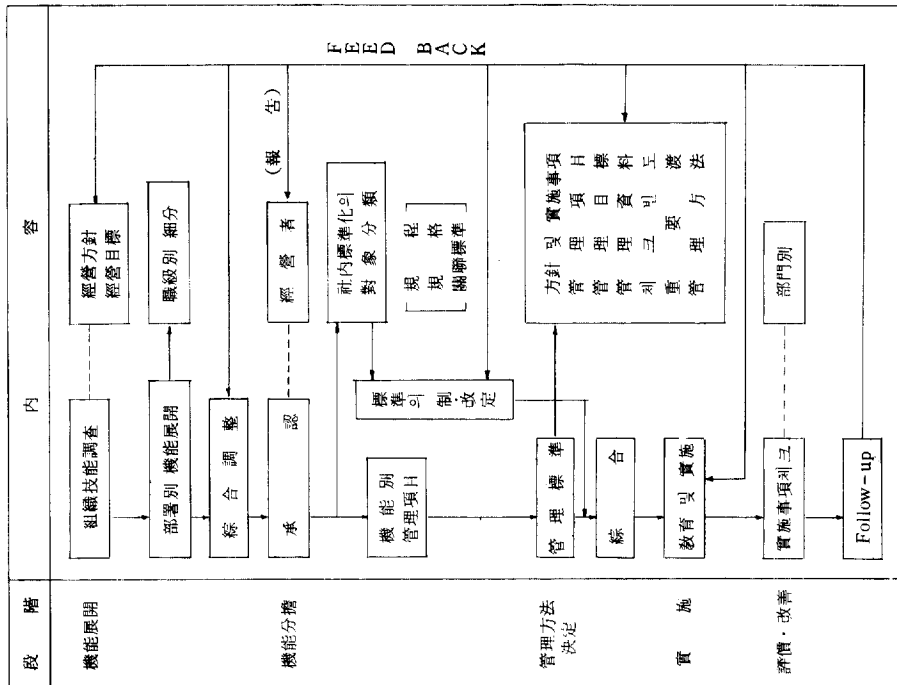 段 階
內 容
機能展開
組織技能調査
經營方針
經營目標
部署別 機能展開
職級別 細分
綜 合 調 整
機能分擔
承 認
經 營 者
(報 告)
社內標準化의
對 象 分 類
規 程
規 格
關聯標準
標準의 制·改定
機 能 別
管理項目
管理方法
決定
管 理 標 準
方針 및 實施事項
管 理 項 目
管 理 目 標
管 理 資 料
체 크 빈 도
重 要 渡
管 理 方 法
綜 合
實 施
敎育 및 實施
評價·改善
實施事項체크
部門別
Follow-up
FEED BACK